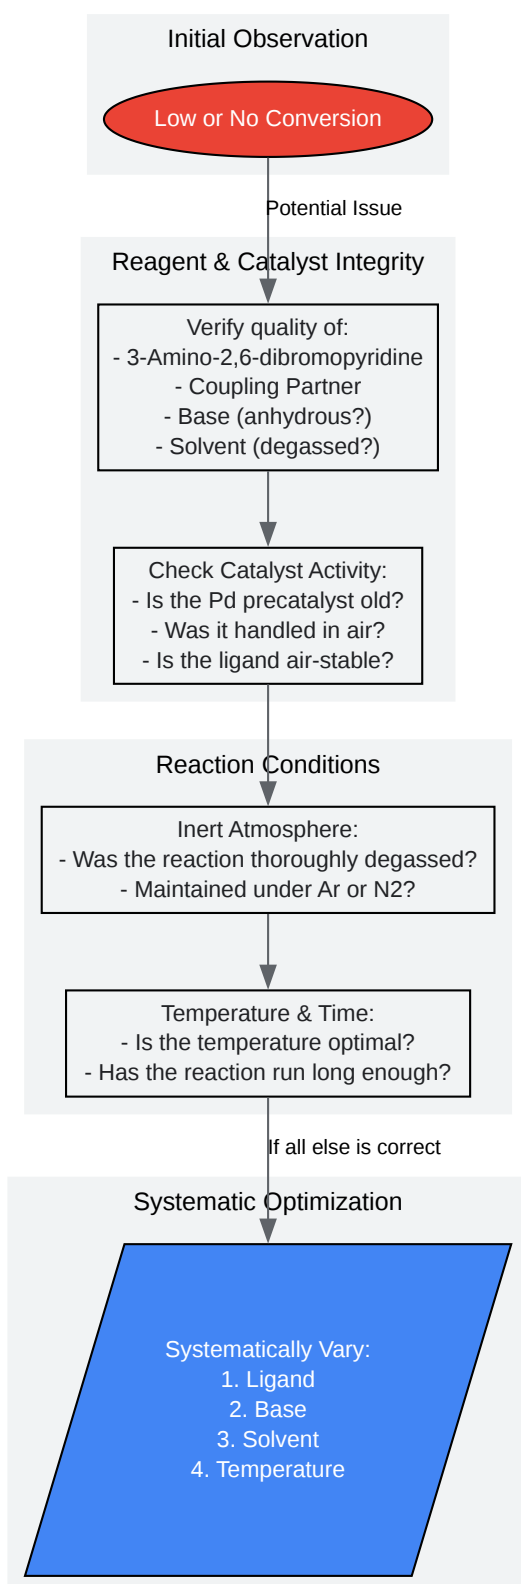 Initial Observation
Low or No Conversion
Potential Issue
Reagent & Catalyst Integrity
Verify quality of:
- 3-Amino-2,6-dibromopyridine
- Coupling Partner
- Base (anhydrous?)
- Solvent (degassed?)
Check Catalyst Activity:
- Is the Pd precatalyst old?
- Was it handled in air?
- Is the ligand air-stable?
Reaction Conditions
Inert Atmosphere:
- Was the reaction thoroughly degassed?
- Maintained under Ar or N2?
Temperature & Time:
- Is the temperature optimal?
- Has the reaction run long enough?
If all else is correct
Systematic Optimization
Systematically Vary:
1. Ligand
2. Base
3. Solvent
4. Temperature